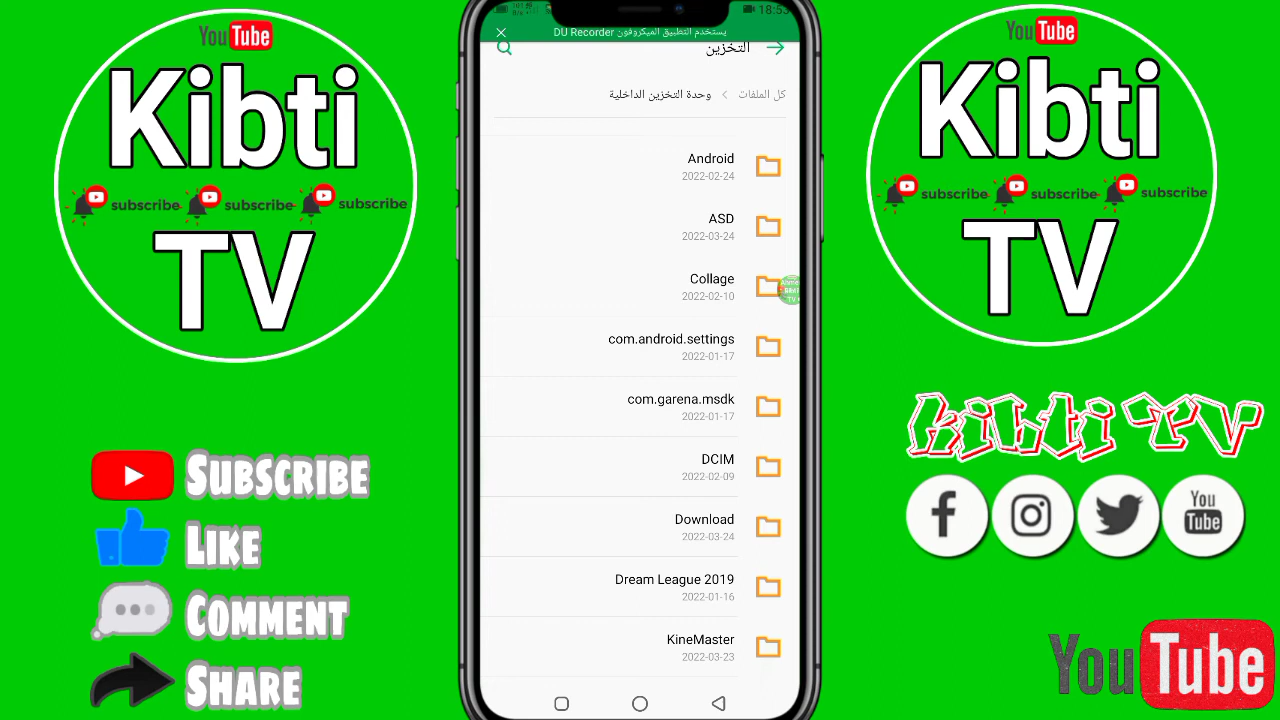 YouTube
Kibti
subscribe subscribe subscribe
TV
Subscribe
Like
Comment
Share
18:53
يستخدم التطبيق الميكروفون DU Recorder
التخزين
كل الملفات
وحدة التخزين الداخلية
Android
2022-02-24
ASD
2022-03-24
Collage
2022-02-10
com.android.settings
2022-01-17
com.garena.msdk
2022-01-17
DCIM
2022-02-09
Download
2022-03-24
Dream League 2019
2022-01-16
KineMaster
2022-03-23
YouTube
Kibti
subscribe subscribe subscribe
TV
Kibti TV
You
Tube
YouTube